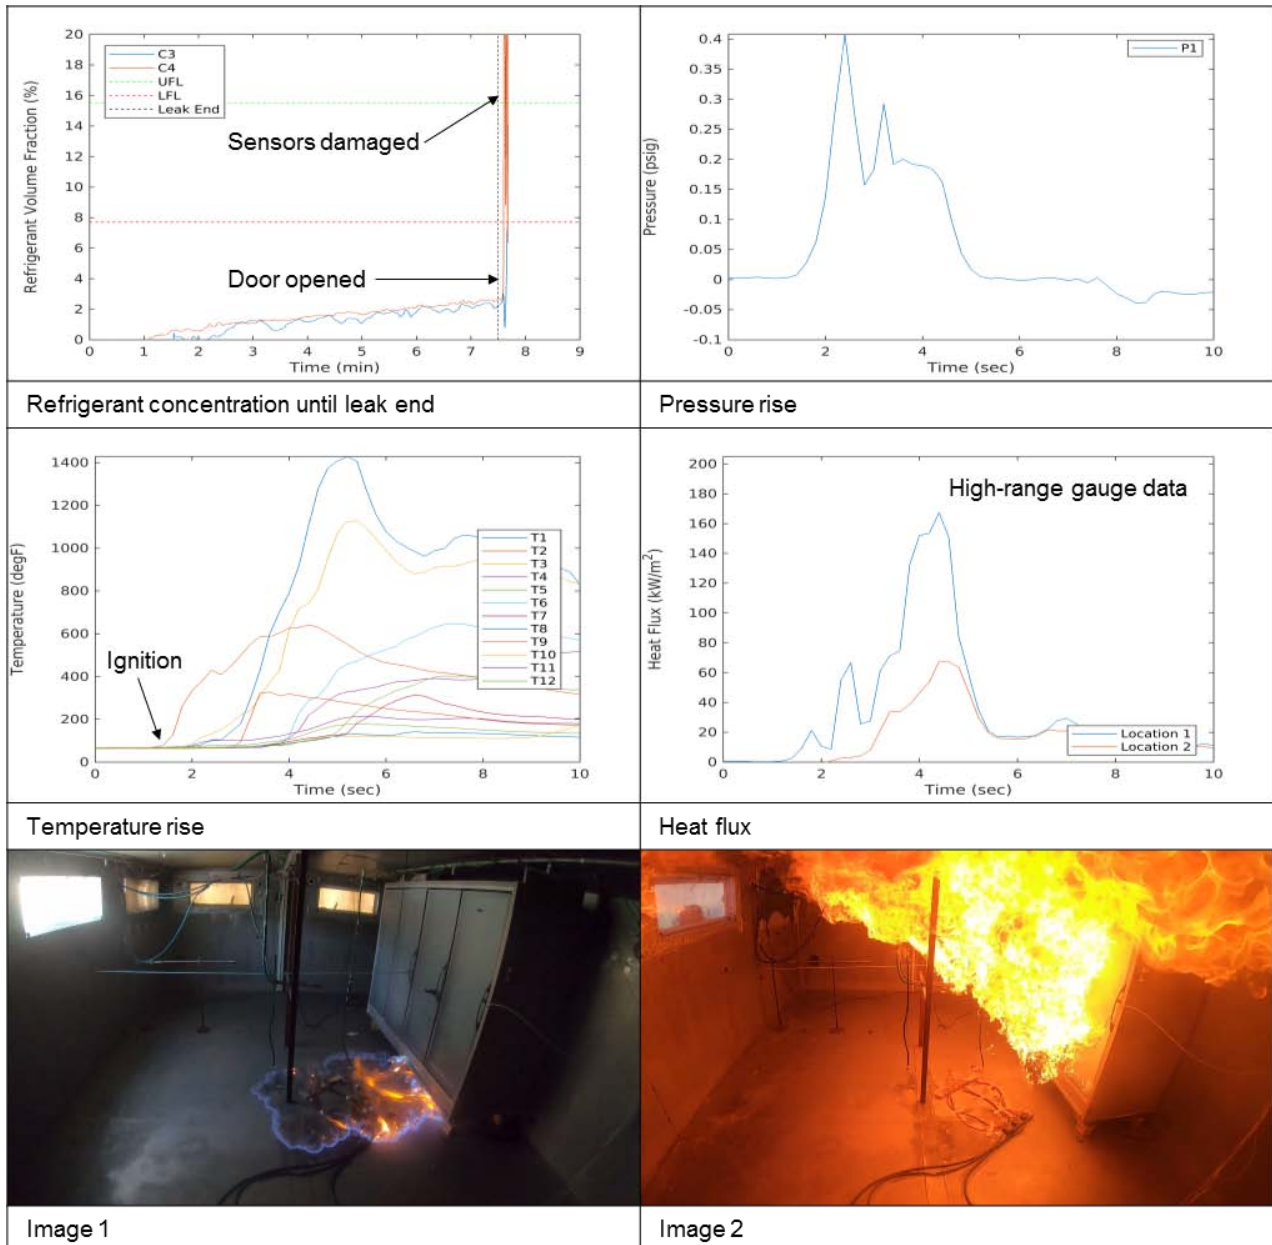 20
18
16
14
12
10
8
6
4
2
0
Refrigerant Volume Fraction (%)
C3
C4
UFL
LFL
Leak End
Sensors damaged
Door opened
0 1 2 3 4 5 6 7 8 9
Time (min)
0.4
0.35
0.3
0.25
0.2
0.15
0.1
0.05
0
-0.05
-0.1
Pressure (psig)
P1
0 2 4 6 8 10
Time (sec)
Refrigerant concentration until leak end
Pressure rise
1400
1200
1000
800
600
400
200
0
Temperature (degF)
Ignition
T1
T2
T3
T4
T5
T6
T7
T8
T9
T10
T11
T12
0 2 4 6 8 10
Time (sec)
200
180
160
140
120
100
80
60
40
20
0
Heat Flux (kW/m²)
High-range gauge data
Location 1
Location 2
0 2 4 6 8 10
Time (sec)
Temperature rise
Heat flux
Image 1
Image 2